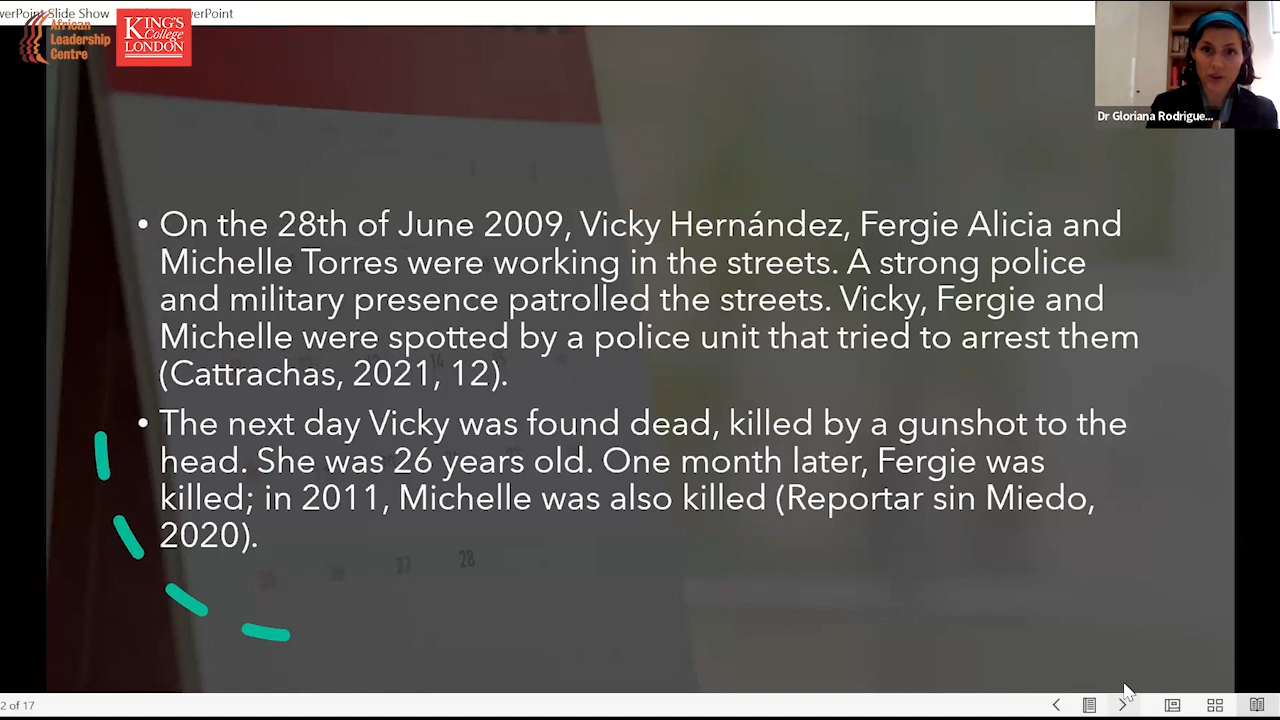 PowerPoint Slide Show
PowerPoint
African
Leadership
Centre
KING'S
College
LONDON
Dr Gloriana Rodrigue...
• On the 28th of June 2009, Vicky Hernández, Fergie Alicia and
Michelle Torres were working in the streets. A strong police
and military presence patrolled the streets. Vicky, Fergie and
Michelle were spotted by a police unit that tried to arrest them
(Cattrachas, 2021, 12).
• The next day Vicky was found dead, killed by a gunshot to the
head. She was 26 years old. One month later, Fergie was
killed; in 2011, Michelle was also killed (Reportar sin Miedo,
2020).
27 28
2 of 17